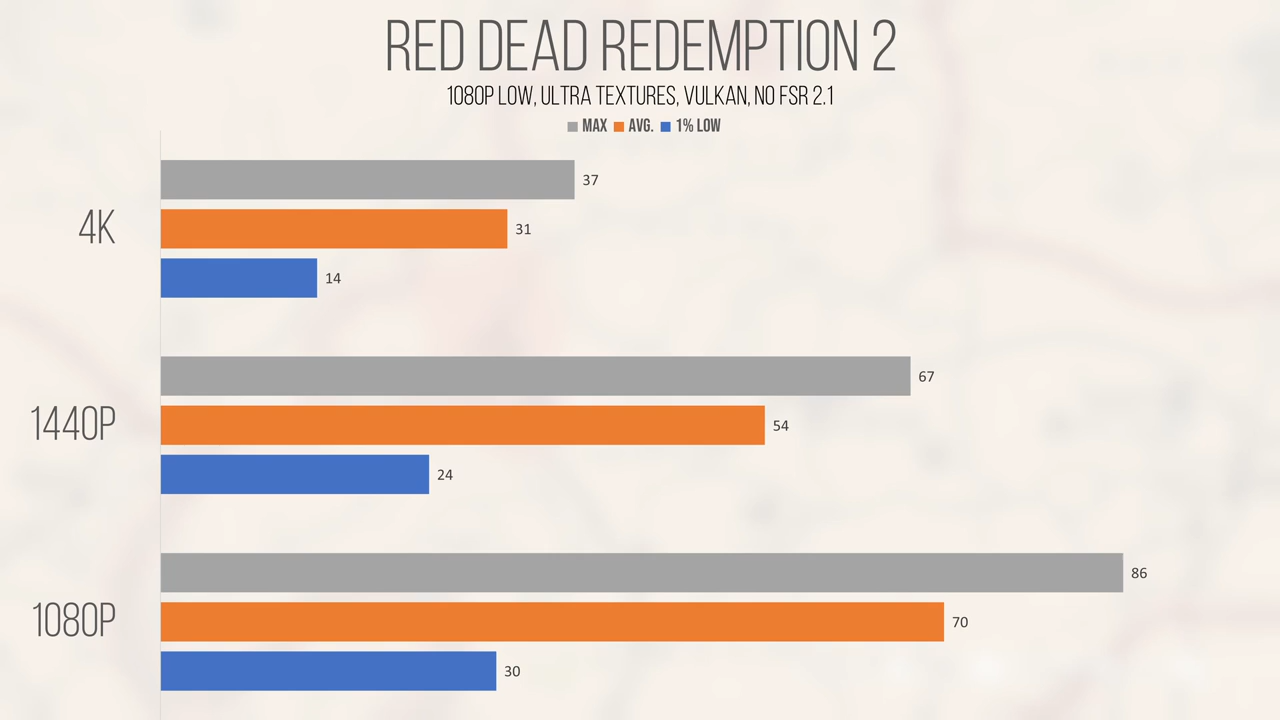 RED DEAD REDEMPTION 2
1080P LOW, ULTRA TEXTURES, VULKAN, NO FSR 2.1
MAX AVG. 1% LOW
37
4K 31
14
67
1440P 54
24
86
1080P 70
30